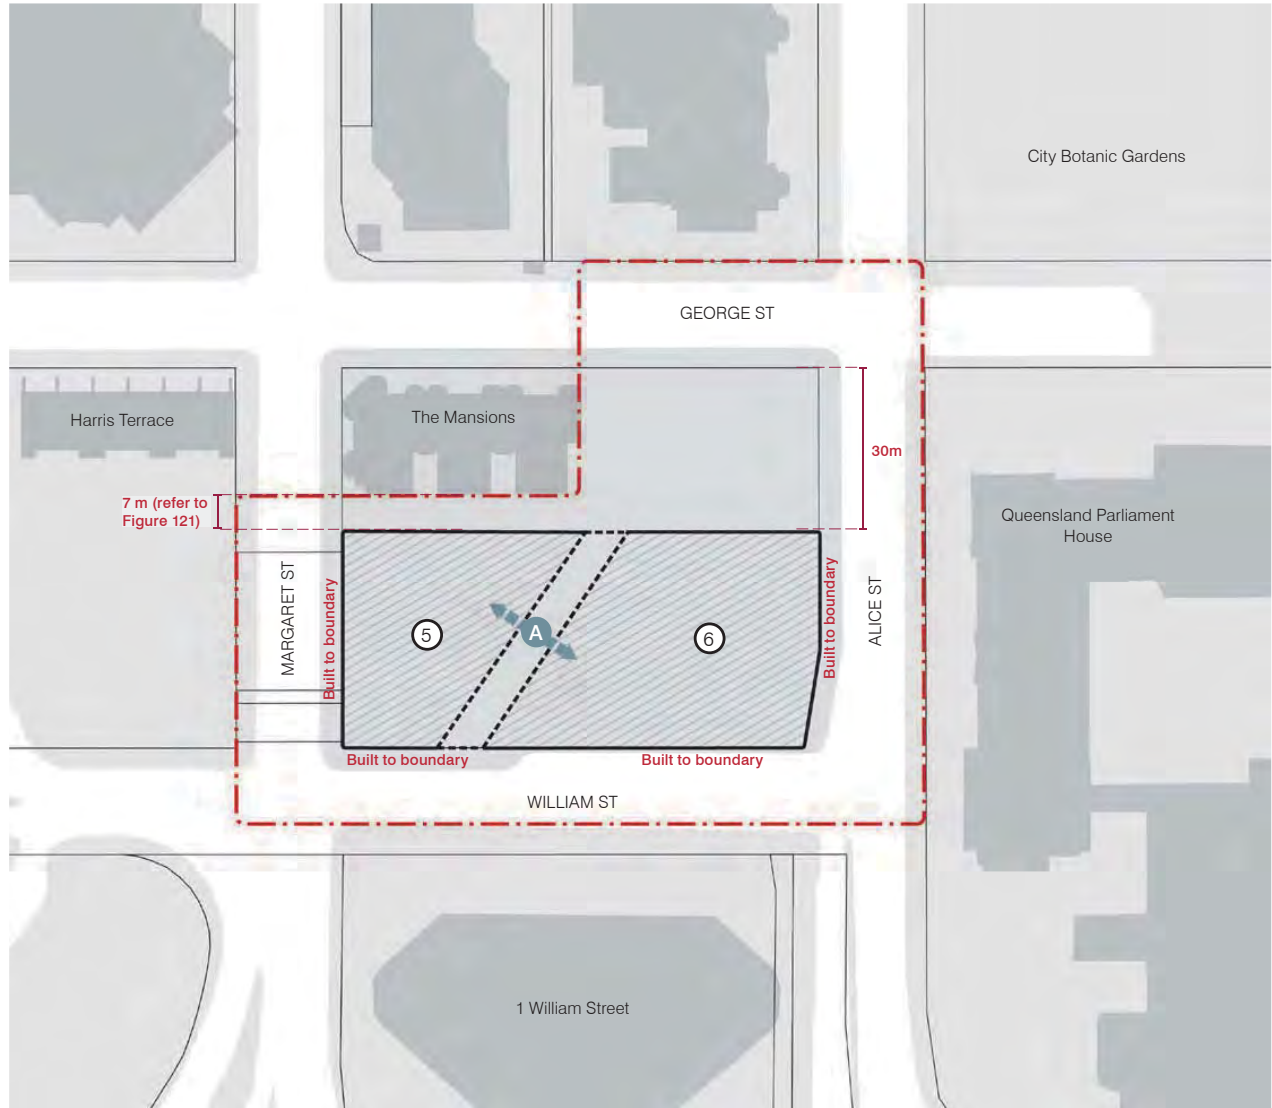 City Botanic Gardens
GEORGE ST
Harris Terrace
The Mansions
30m
7 m (refer to
Figure 121)
Queensland Parliament
House
MARGARET ST
Built to boundary
5
A
6
Built to boundary
ALICE ST
Built to boundary
Built to boundary
WILLIAM ST
1 William Street